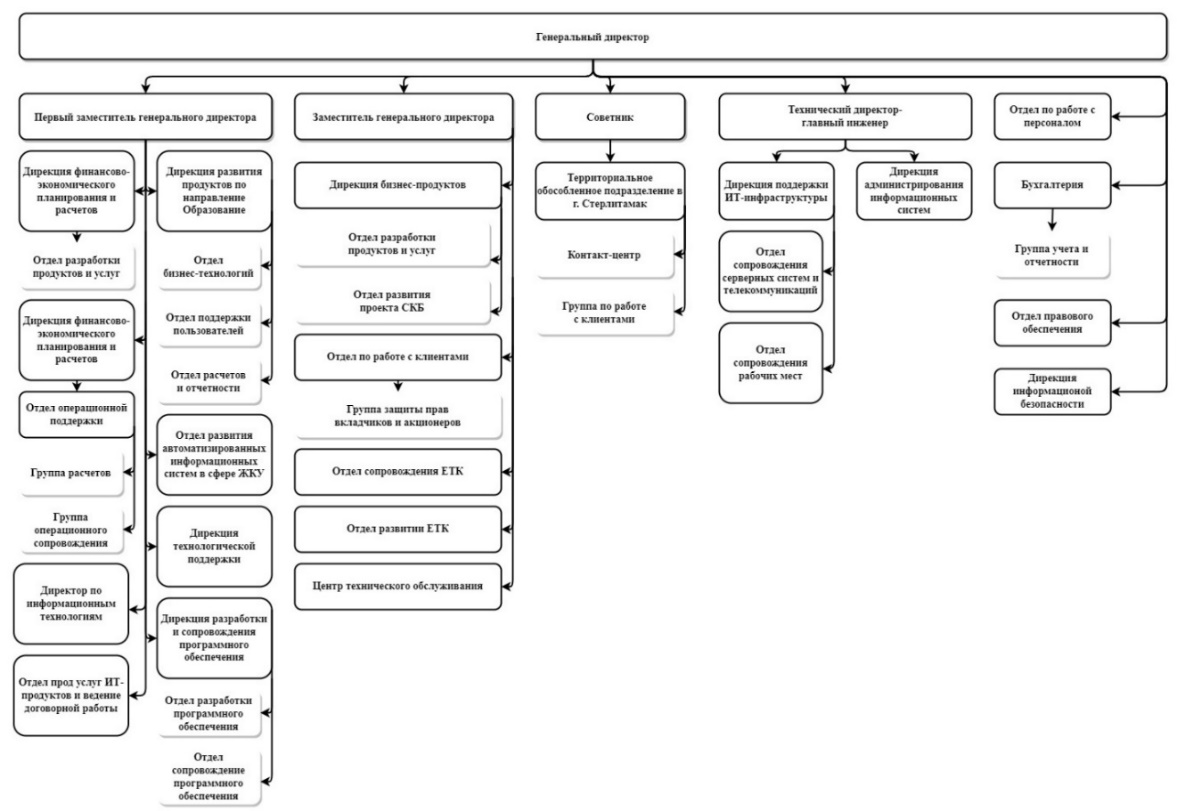 Генеральный директор
Первый заместитель генерального директора
Дирекция финансово-
экономического
планирования и
расчетов
Отдел разработки
продуктов и услуг
Дирекция финансово-
экономического
планирования и
расчетов
Отдел операционной
поддержки
Группа расчетов
Группа
операционного
сопровождения
Директор по
информационным
технологиям
Отдел прод услуг ИТ-
продуктов и ведение
договорной работы
Дирекция развития
продуктов по
направление
Образование
Отдел
бизнес-технологий
Отдел поддержки
пользователей
Отдел расчетов
и отчетности
Отдел развития
автоматизированных
информационных
систем в сфере ЖКУ
Дирекция
технологической
поддержки
Дирекция разработки
и сопровождения
программного
обеспечения
Отдел разработки
программного
обеспечения
Отдел
сопровождение
программного
обеспечения
Заместитель генерального директора
Дирекция бизнес-продуктов
Отдел разработки
продуктов и услуг
Отдел развития
проекта СКБ
Отдел по работе с клиентами
Группа защиты прав
вкладчиков и акционеров
Отдел сопровождения ЕТК
Отдел развитии ЕТК
Центр технического обслуживания
Советник
Территориальное
обособленное подразделение в
г. Стерлитамак
Контакт-центр
Группа по работе
с клиентами
Технический директор-
главный инженер
Дирекция поддержки
ИТ-инфраструктуры
Отдел
сопровождения
серверных систем и
телекоммуникаций
Отдел
сопровождения
рабочих мест
Дирекция
администрирования
информационных
систем
Отдел по работе с
персоналом
Бухгалтерия
Группа учета и
отчетности
Отдел правового
обеспечения
Дирекция
информационой
безопасности